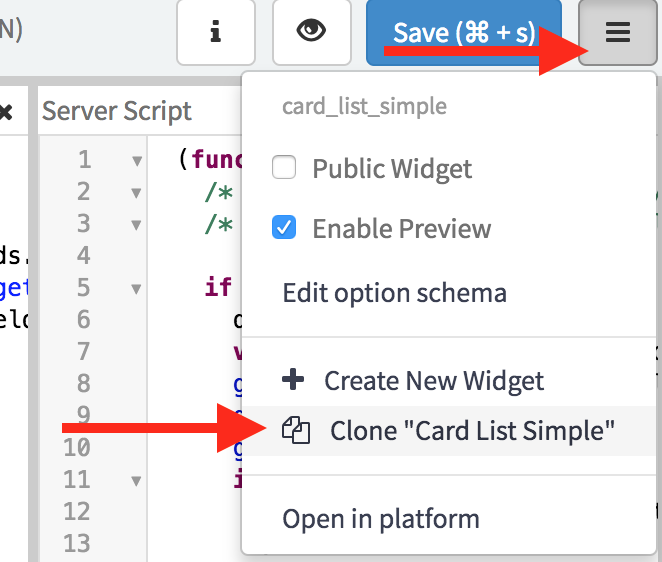 N)
Save (⌘ + s)
card_list_simple
Server Script
Public Widget
Enable Preview
Edit option schema
Create New Widget
Clone "Card List Simple"
Open in platform
1 (func
2 /*
3 /*
4 ds.
5 get if
6 eld
7
8 g
9
10 g
11 i
12
13